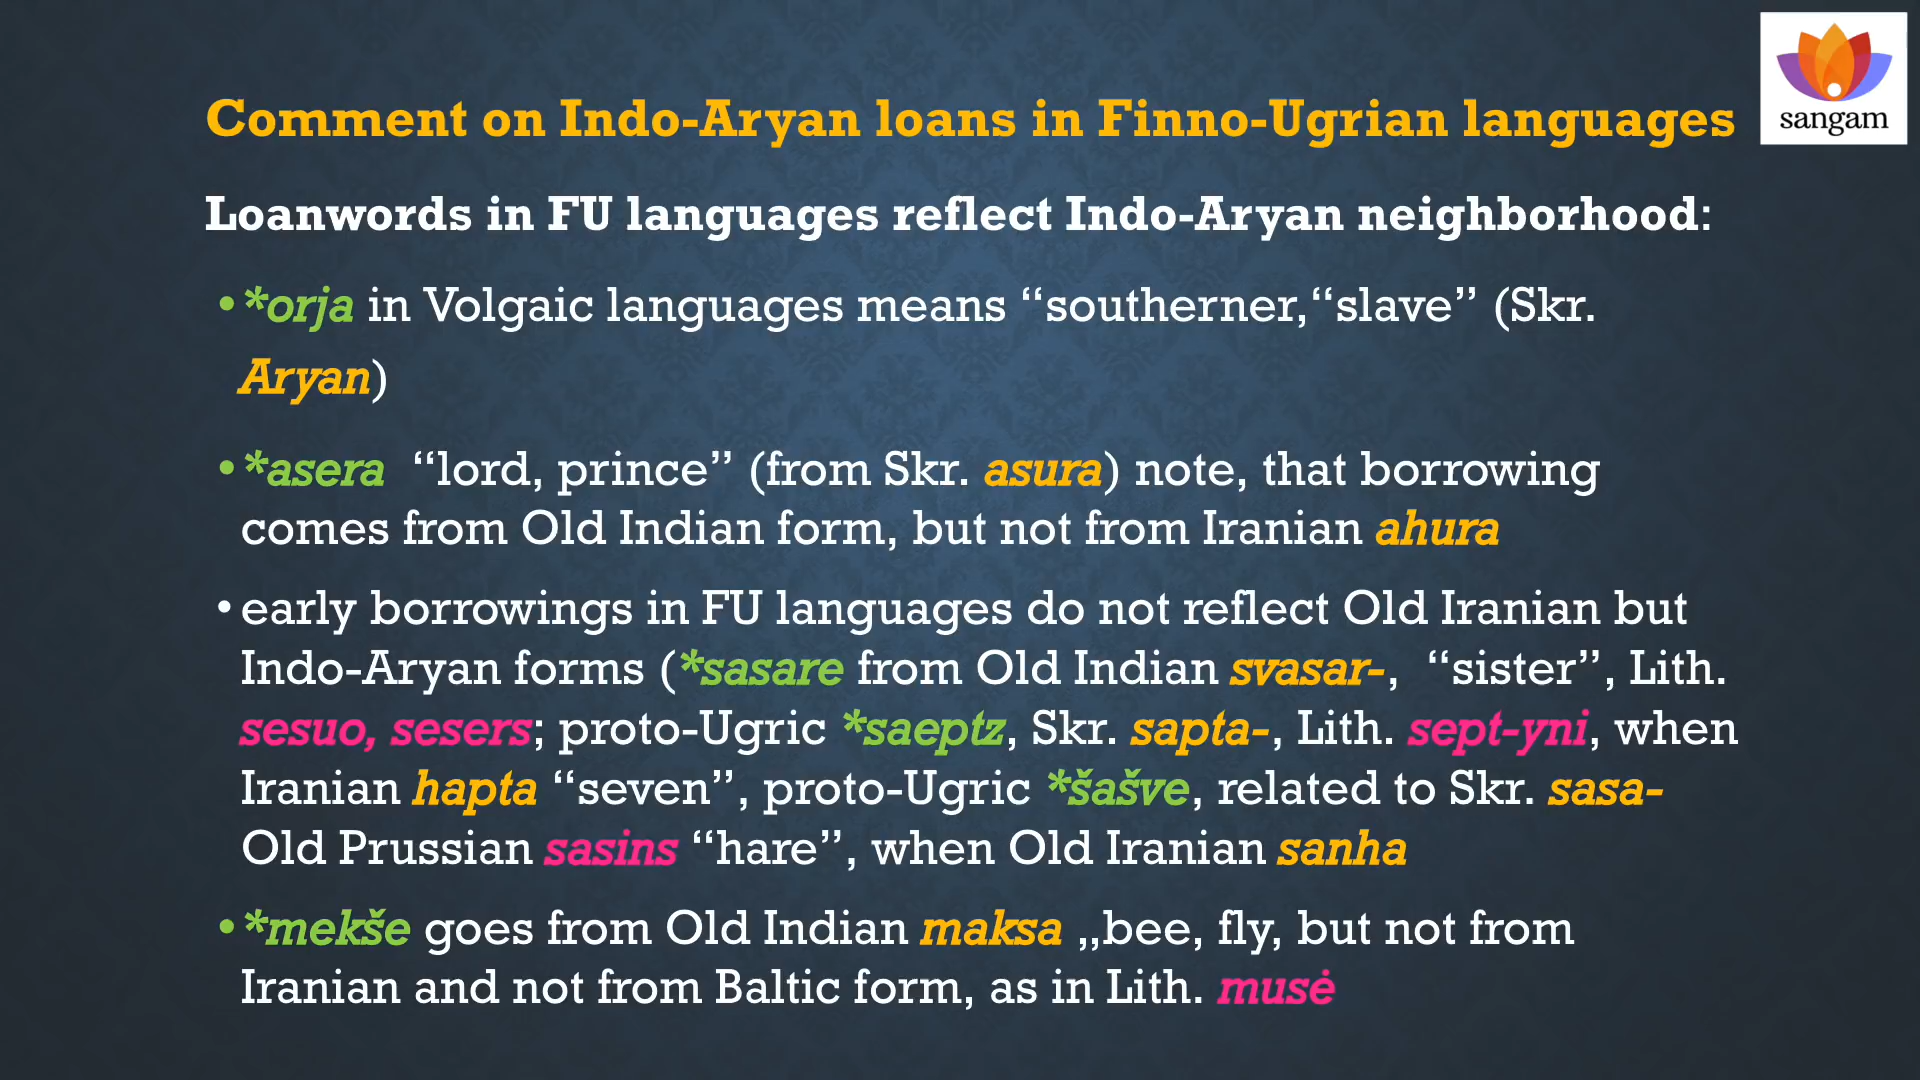 sangam
Comment on Indo-Aryan loans in Finno-Ugrian languages
Loanwords in FU languages reflect Indo-Aryan neighborhood:
•*orja in Volgaic languages means “southerner,“slave” (Skr.
Aryan)
•*asera “lord, prince” (from Skr. asura) note, that borrowing
comes from Old Indian form, but not from Iranian ahura
•early borrowings in FU languages do not reflect Old Iranian but
Indo-Aryan forms (*sasare from Old Indian svasar-, “sister”, Lith.
sesuo, sesers; proto-Ugric *saeptz, Skr. sapta-, Lith. sept-yni, when
Iranian hapta “seven”, proto-Ugric *šašve, related to Skr. sasa-
Old Prussian sasins “hare”, when Old Iranian sanha
•*mekše goes from Old Indian maksa „bee, fly, but not from
Iranian and not from Baltic form, as in Lith. musė